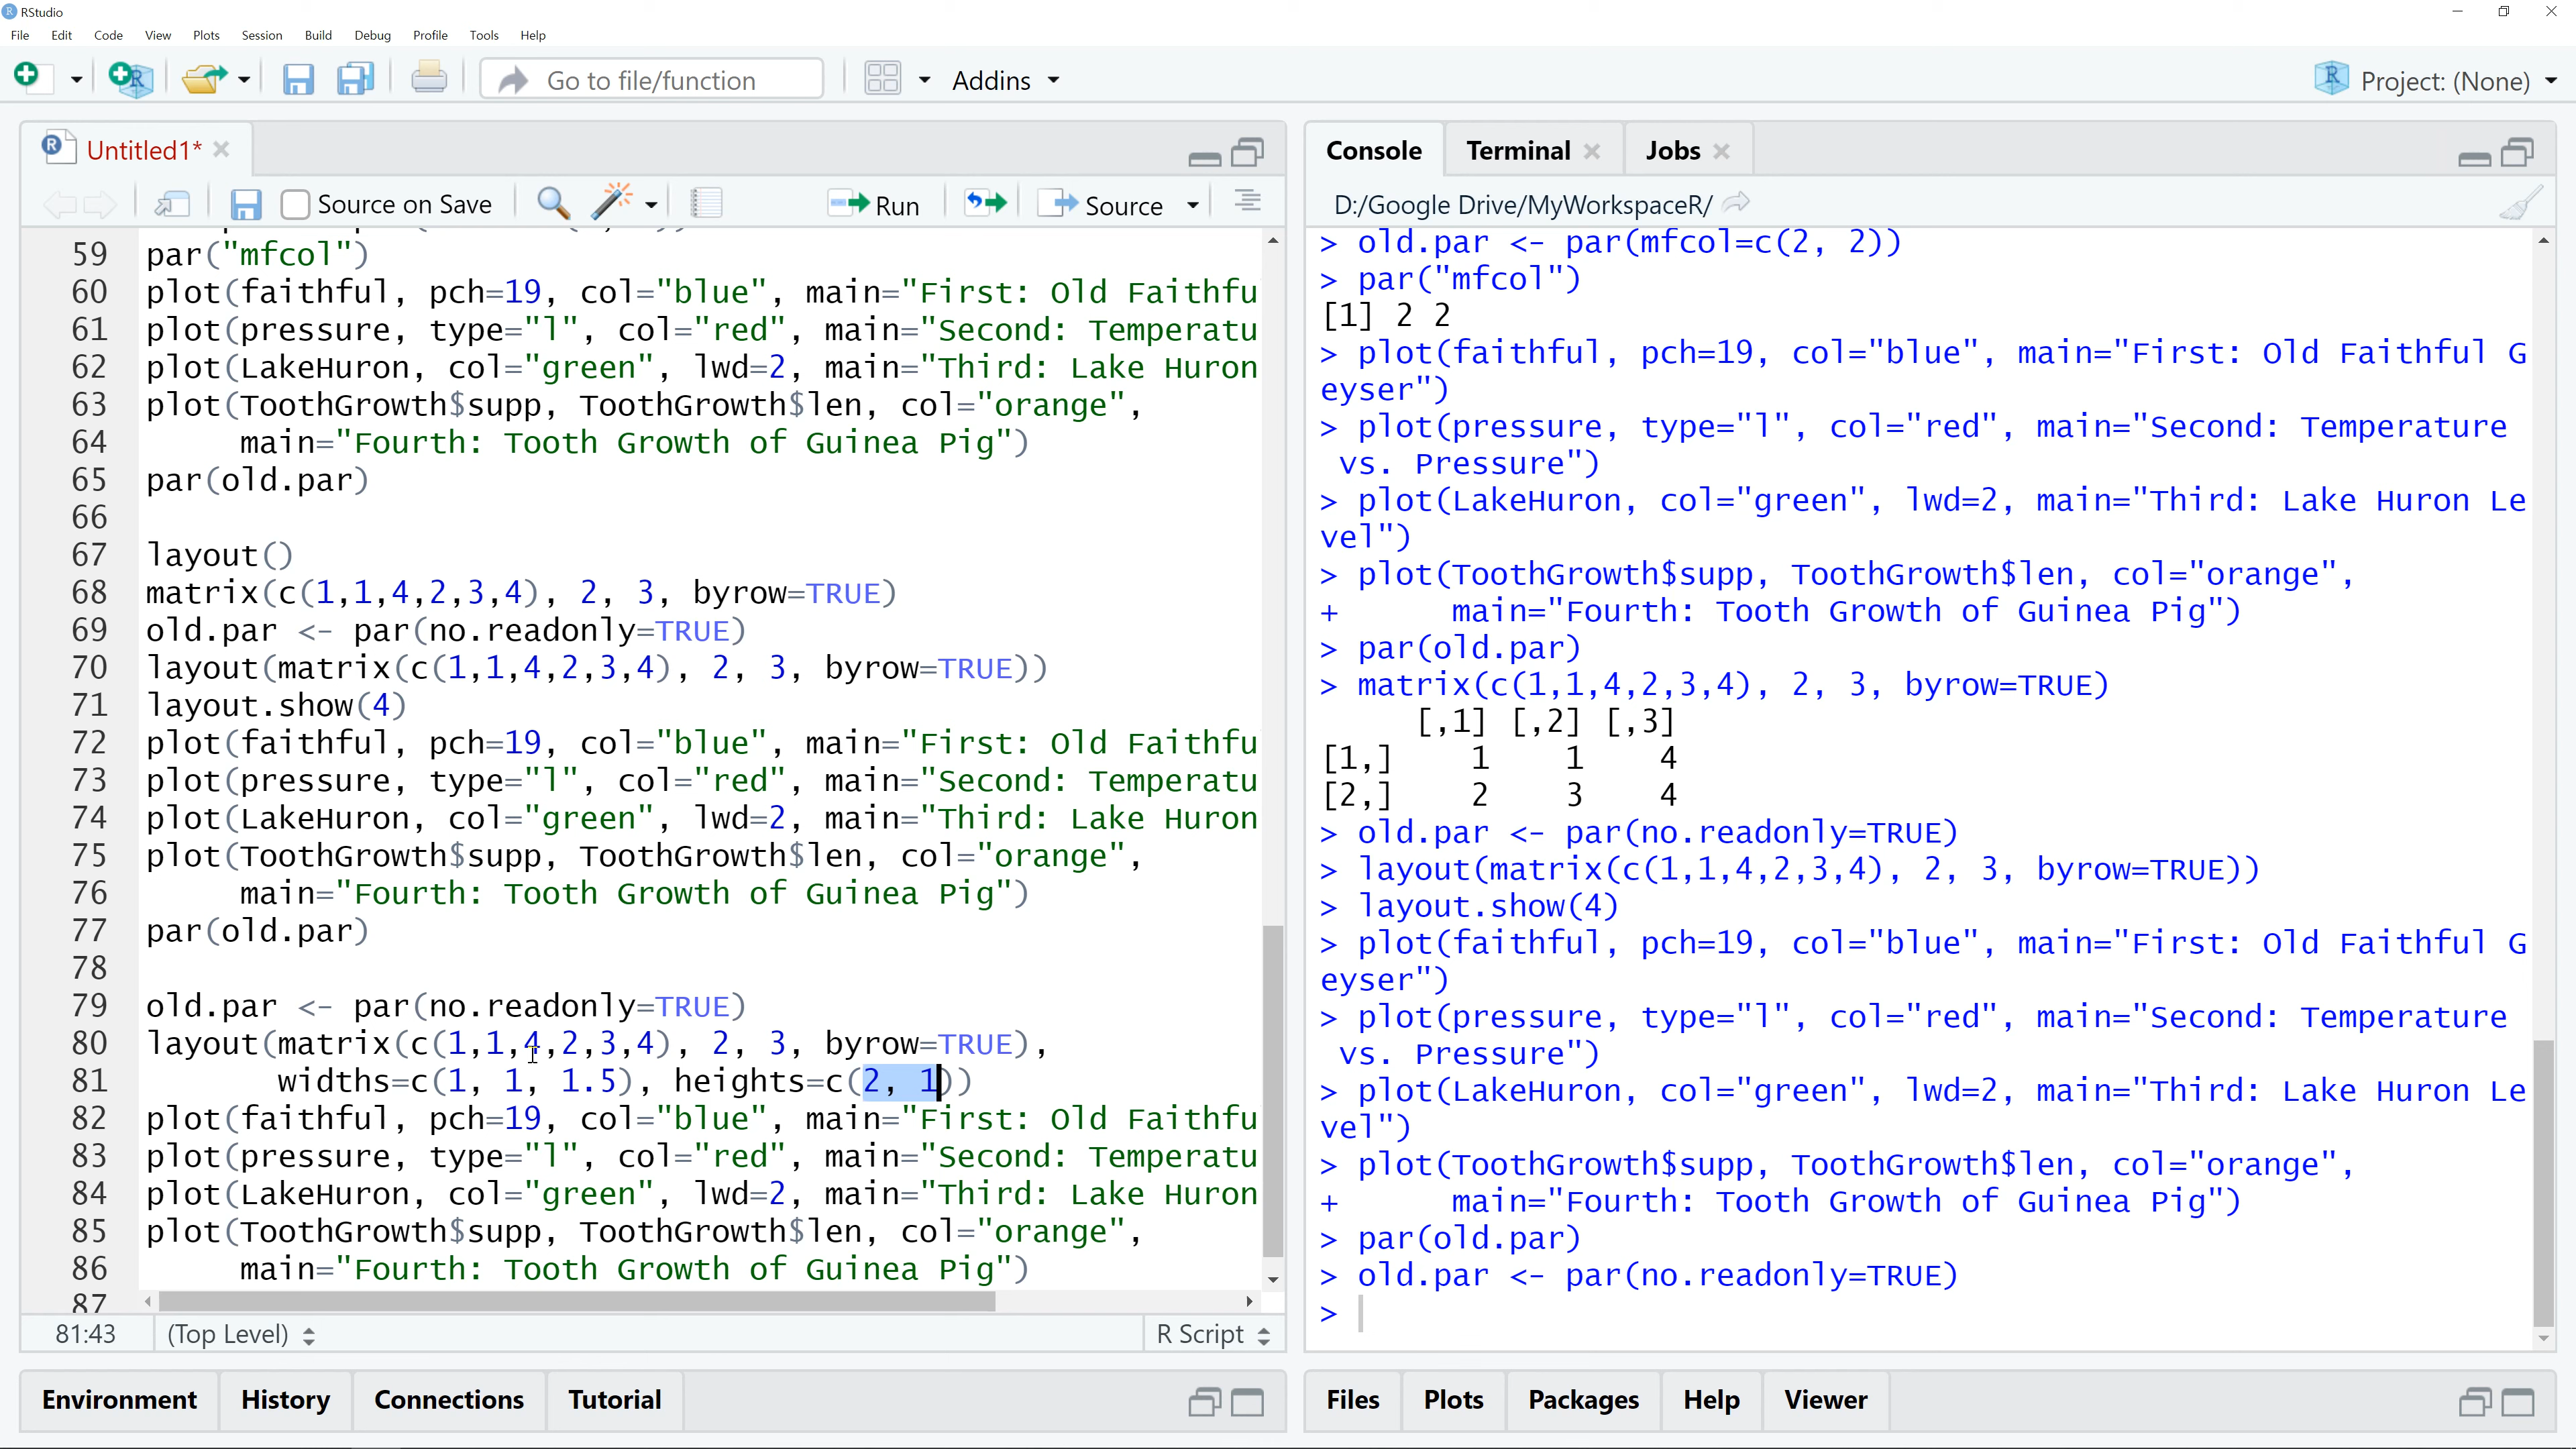 RStudio
File Edit Code View Plots Session Build Debug Profile Tools Help
Go to file/function Addins Project: (None)
Untitled1*
Source on Save Run Source
59 par("mfcol")
60 plot(faithful, pch=19, col="blue", main="First: Old Faithfu
61 plot(pressure, type="l", col="red", main="Second: Temperatu
62 plot(LakeHuron, col="green", lwd=2, main="Third: Lake Huron
63 plot(ToothGrowth$supp, ToothGrowth$len, col="orange",
64 main="Fourth: Tooth Growth of Guinea Pig")
65 par(old.par)
66
67 layout()
68 matrix(c(1,1,4,2,3,4), 2, 3, byrow=TRUE)
69 old.par <- par(no.readonly=TRUE)
70 layout(matrix(c(1,1,4,2,3,4), 2, 3, byrow=TRUE))
71 layout.show(4)
72 plot(faithful, pch=19, col="blue", main="First: Old Faithfu
73 plot(pressure, type="l", col="red", main="Second: Temperatu
74 plot(LakeHuron, col="green", lwd=2, main="Third: Lake Huron
75 plot(ToothGrowth$supp, ToothGrowth$len, col="orange",
76 main="Fourth: Tooth Growth of Guinea Pig")
77 par(old.par)
78
79 old.par <- par(no.readonly=TRUE)
80 layout(matrix(c(1,1,4,2,3,4), 2, 3, byrow=TRUE),
81 widths=c(1, 1, 1.5), heights=c(2, 1))
82 plot(faithful, pch=19, col="blue", main="First: Old Faithfu
83 plot(pressure, type="l", col="red", main="Second: Temperatu
84 plot(LakeHuron, col="green", lwd=2, main="Third: Lake Huron
85 plot(ToothGrowth$supp, ToothGrowth$len, col="orange",
86 main="Fourth: Tooth Growth of Guinea Pig")
87
81:43 (Top Level) R Script
Environment History Connections Tutorial
Console Terminal Jobs
D:/Google Drive/MyWorkspaceR/
> old.par <- par(mfcol=c(2, 2))
> par("mfcol")
[1] 2 2
> plot(faithful, pch=19, col="blue", main="First: Old Faithful G
eyser")
> plot(pressure, type="l", col="red", main="Second: Temperature
vs. Pressure")
> plot(LakeHuron, col="green", lwd=2, main="Third: Lake Huron Le
vel")
> plot(ToothGrowth$supp, ToothGrowth$len, col="orange",
+ main="Fourth: Tooth Growth of Guinea Pig")
> par(old.par)
> matrix(c(1,1,4,2,3,4), 2, 3, byrow=TRUE)
[,1] [,2] [,3]
[1,] 1 1 4
[2,] 2 3 4
> old.par <- par(no.readonly=TRUE)
> layout(matrix(c(1,1,4,2,3,4), 2, 3, byrow=TRUE))
> layout.show(4)
> plot(faithful, pch=19, col="blue", main="First: Old Faithful G
eyser")
> plot(pressure, type="l", col="red", main="Second: Temperature
vs. Pressure")
> plot(LakeHuron, col="green", lwd=2, main="Third: Lake Huron Le
vel")
> plot(ToothGrowth$supp, ToothGrowth$len, col="orange",
+ main="Fourth: Tooth Growth of Guinea Pig")
> par(old.par)
> old.par <- par(no.readonly=TRUE)
>
Files Plots Packages Help Viewer